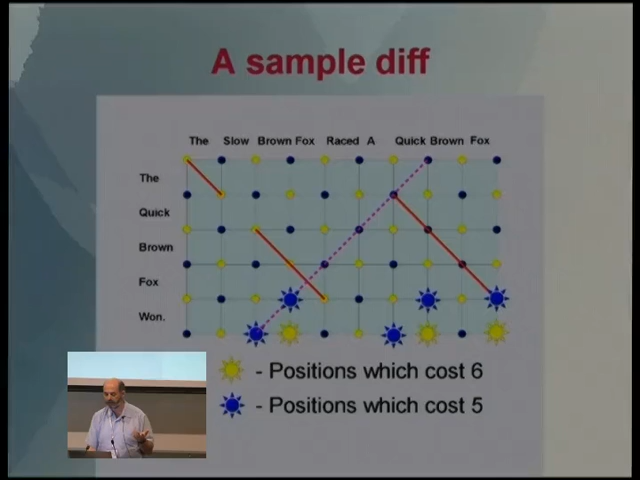 A sample diff
The Slow Brown Fox Raced A Quick Brown Fox
The
Quick
Brown
Fox
Won.
- Positions which cost 6
- Positions which cost 5